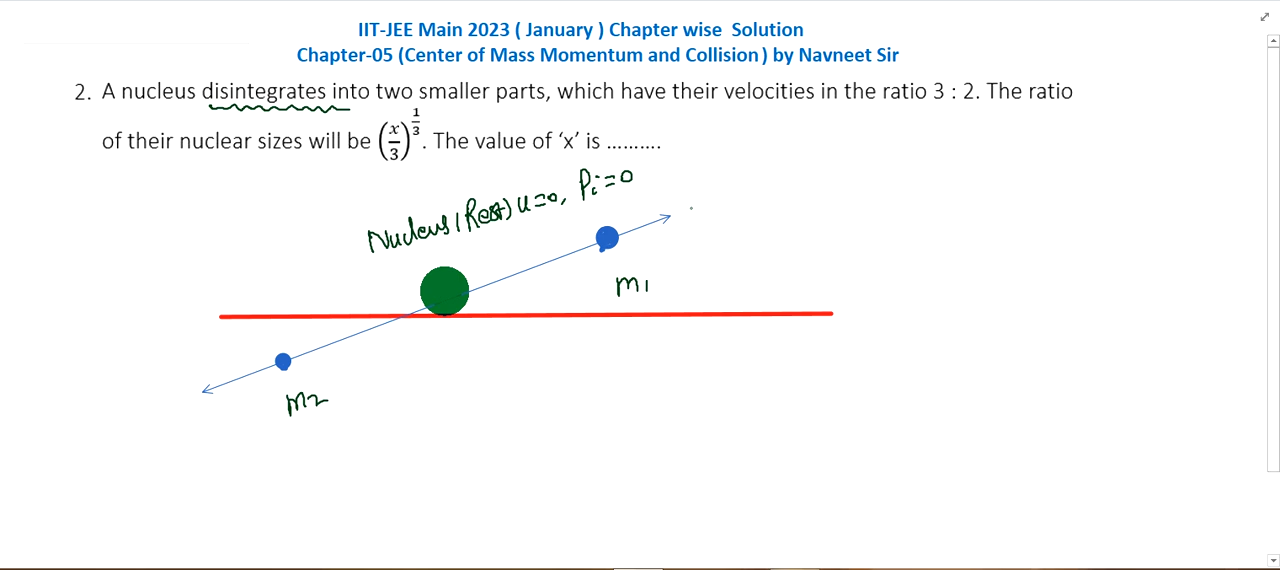 IIT-JEE Main 2023 ( January ) Chapter wise Solution
Chapter-05 (Center of Mass Momentum and Collision) by Navneet Sir
2. A nucleus disintegrates into two smaller parts, which have their velocities in the ratio 3 : 2. The ratio
of their nuclear sizes will be (x/3)^(1/3). The value of ‘x’ is ..........
Nucleus (Rest) u=0, Pi=0
m1
m2